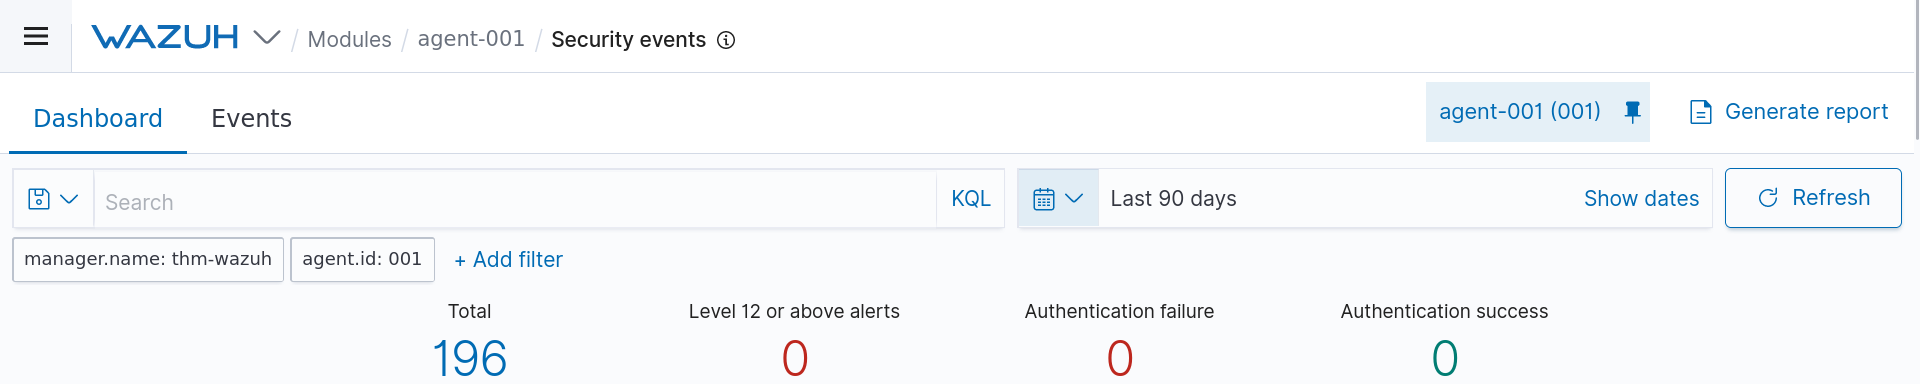 WAZUH / Modules / agent-001 / Security events
Dashboard Events agent-001 (001) Generate report
Search KQL Last 90 days Show dates Refresh
manager.name: thm-wazuh agent.id: 001 + Add filter
Total Level 12 or above alerts Authentication failure Authentication success
196 0 0 0